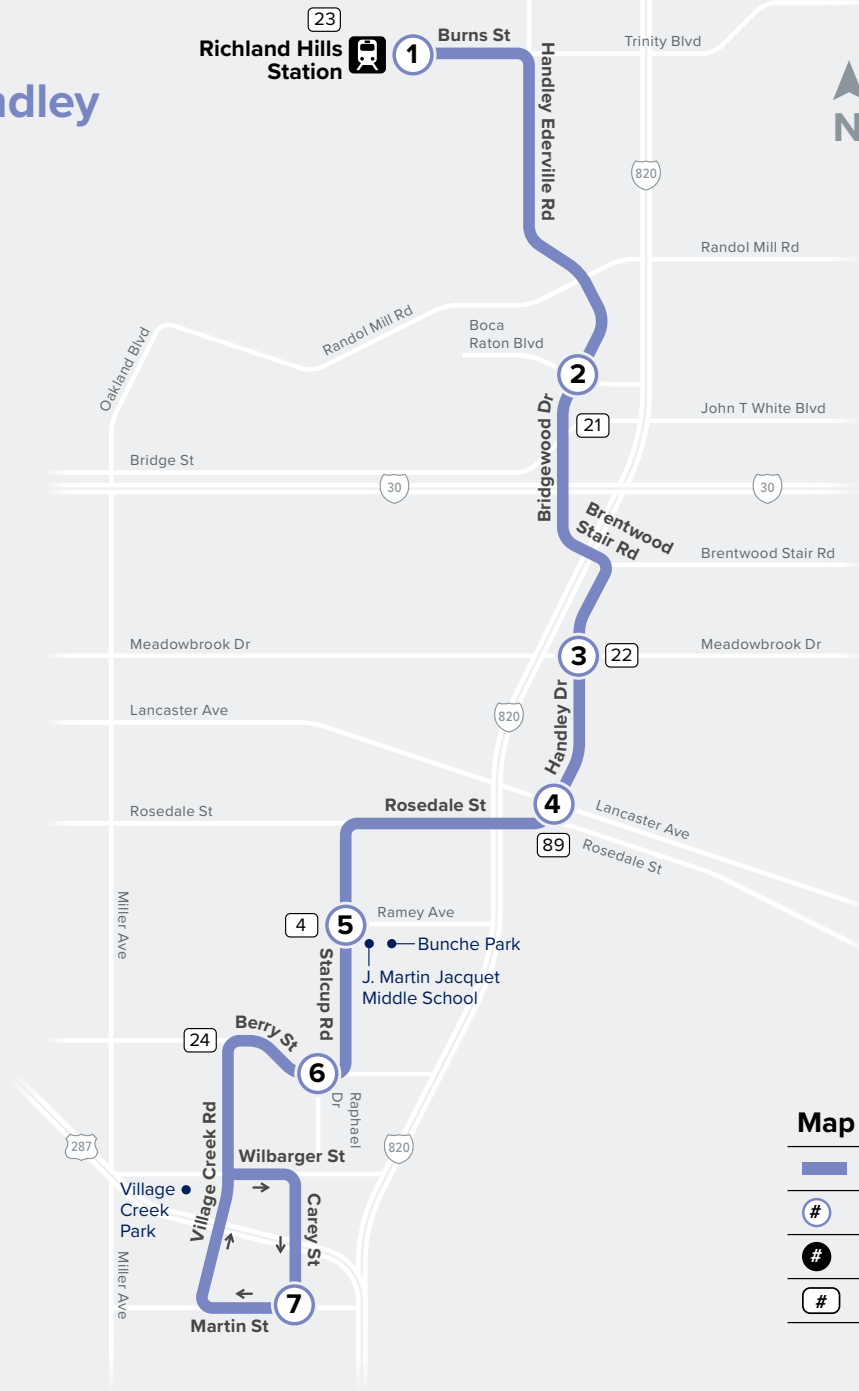 23
Burns St
Richland Hills
Station
1
Trinity Blvd
ndley
N
Handley Ederville Rd
820
Randol Mill Rd
Randol Mill Rd
Boca
Raton Blvd
Oakland Blvd
2
John T White Blvd
21
Bridgewood Dr
Bridge St
30
30
Brentwood
Stair Rd
Brentwood Stair Rd
Meadowbrook Dr
3
22
Meadowbrook Dr
Handley Dr
Lancaster Ave
820
Rosedale St
Rosedale St
4
Lancaster Ave
89
Rosedale St
Miller Ave
4
5
Ramey Ave
Bunche Park
Stalcup Rd
J. Martin Jacquet
Middle School
24
Berry St
6
Raphael
Dr
287
820
Village Creek Rd
Wilbarger St
Village
Creek
Park
Carey St
Miller Ave
7
Martin St
Map
#
#
#